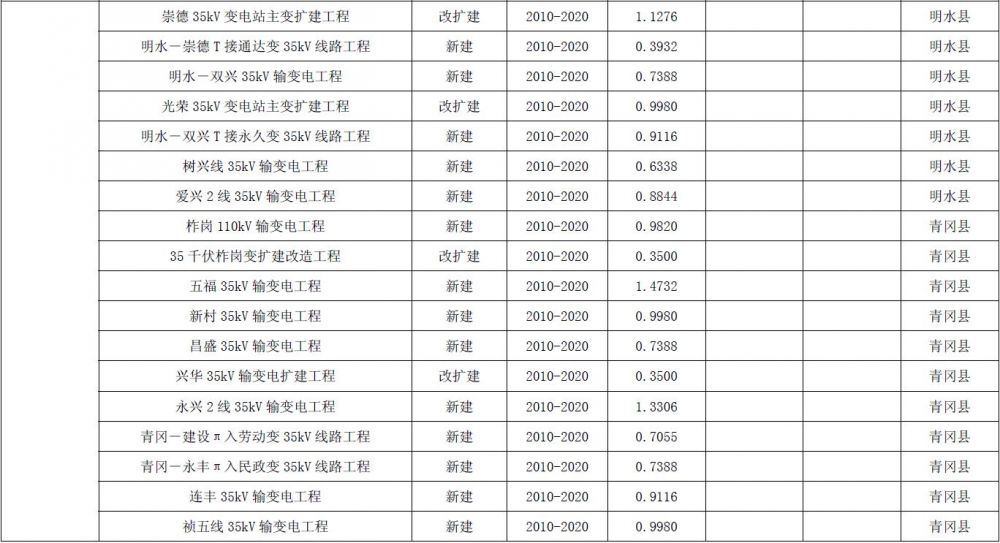 崇德 35kV 变电站主变扩建工程 改扩建 2010-2020 1.1276 明水县
明水－崇德 T 接通达变 35kV 线路工程 新建 2010-2020 0.3932 明水县
明水－双兴 35kV 输变电工程 新建 2010-2020 0.7388 明水县
光荣 35kV 变电站主变扩建工程 改扩建 2010-2020 0.9980 明水县
明水－双兴 T 接永久变 35kV 线路工程 新建 2010-2020 0.9116 明水县
树兴线 35kV 输变电工程 新建 2010-2020 0.6338 明水县
爱兴 2 线 35kV 输变电工程 新建 2010-2020 0.8844 明水县
柞岗 110kV 输变电工程 新建 2010-2020 0.9820 青冈县
35 千伏柞岗变扩建改造工程 改扩建 2010-2020 0.3500 青冈县
五福 35kV 输变电工程 新建 2010-2020 1.4732 青冈县
新村 35kV 输变电工程 新建 2010-2020 0.9980 青冈县
昌盛 35kV 输变电工程 新建 2010-2020 0.7388 青冈县
兴华 35kV 输变电扩建工程 改扩建 2010-2020 0.3500 青冈县
永兴 2 线 35kV 输变电工程 新建 2010-2020 1.3306 青冈县
青冈－建设 π 入劳动变 35kV 线路工程 新建 2010-2020 0.7055 青冈县
青冈－永丰 π 入民政变 35kV 线路工程 新建 2010-2020 0.7388 青冈县
连丰 35kV 输变电工程 新建 2010-2020 0.9116 青冈县
祯五线 35kV 输变电工程 新建 2010-2020 0.9980 青冈县